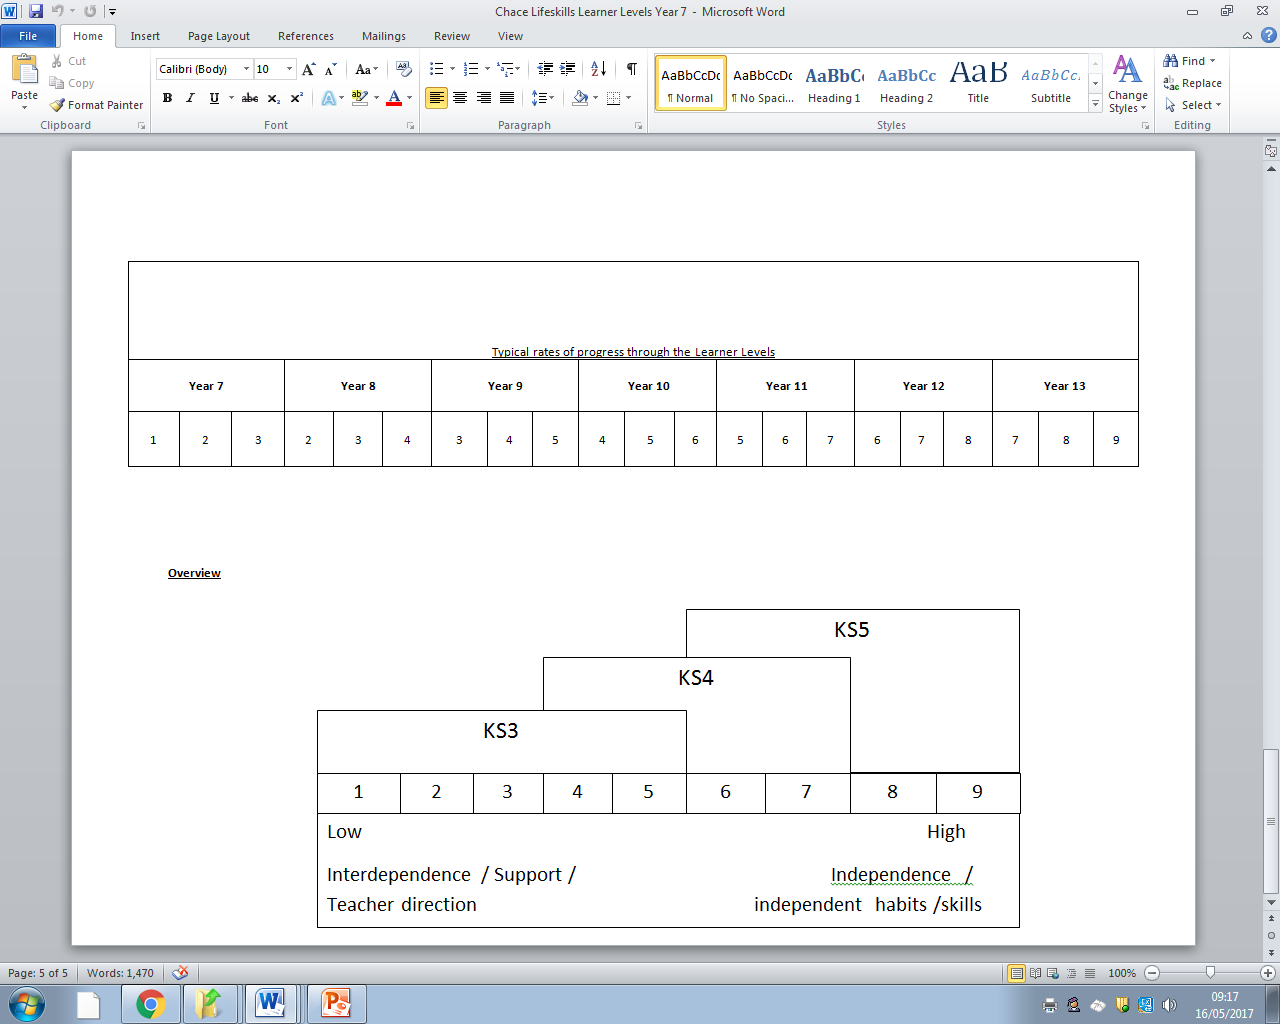 Chace Lifeskills Learner Levels Year 7 - Microsoft Word
File Home Insert Page Layout References Mailings Review View
Paste
Cut
Copy
Format Painter
Clipboard
Calibri (Body) 10
B I U abc x₂ x²
Font
Paragraph
AaBbCcDc AaBbCcDc AaBbCc AaBbCc AaB AaBbCc.
¶ Normal ¶ No Spaci... Heading 1 Heading 2 Title Subtitle
Change
Styles
Styles
Find
Replace
Select
Editing
Typical rates of progress through the Learner Levels
Year 7 Year 8 Year 9 Year 10 Year 11 Year 12 Year 13
1 2 3 2 3 4 3 4 5 4 5 6 5 6 7 6 7 8 7 8 9
Overview
KS5
KS4
KS3
1 2 3 4 5 6 7 8 9
Low High
Interdependence / Support / Independence /
Teacher direction independent habits /skills
Page: 5 of 5 Words: 1,470 100%
09:17
16/05/2017